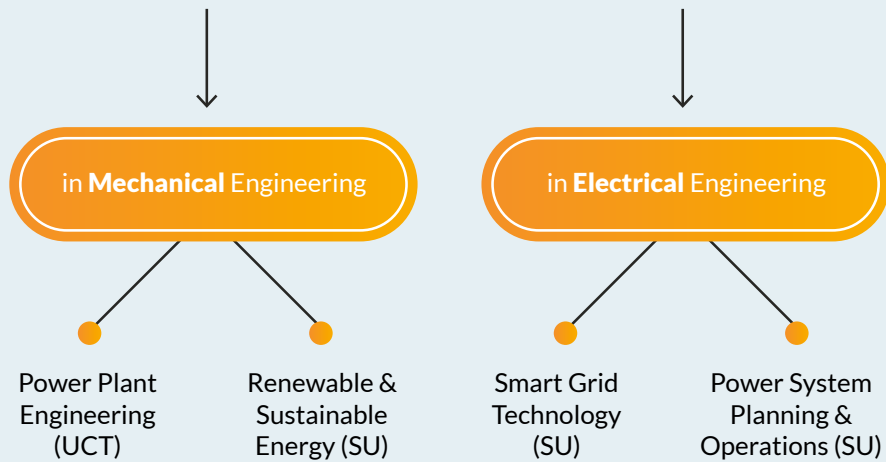 in Mechanical Engineering
in Electrical Engineering
Power Plant
Engineering
(UCT)
Renewable &
Sustainable
Energy (SU)
Smart Grid
Technology
(SU)
Power System
Planning &
Operations (SU)